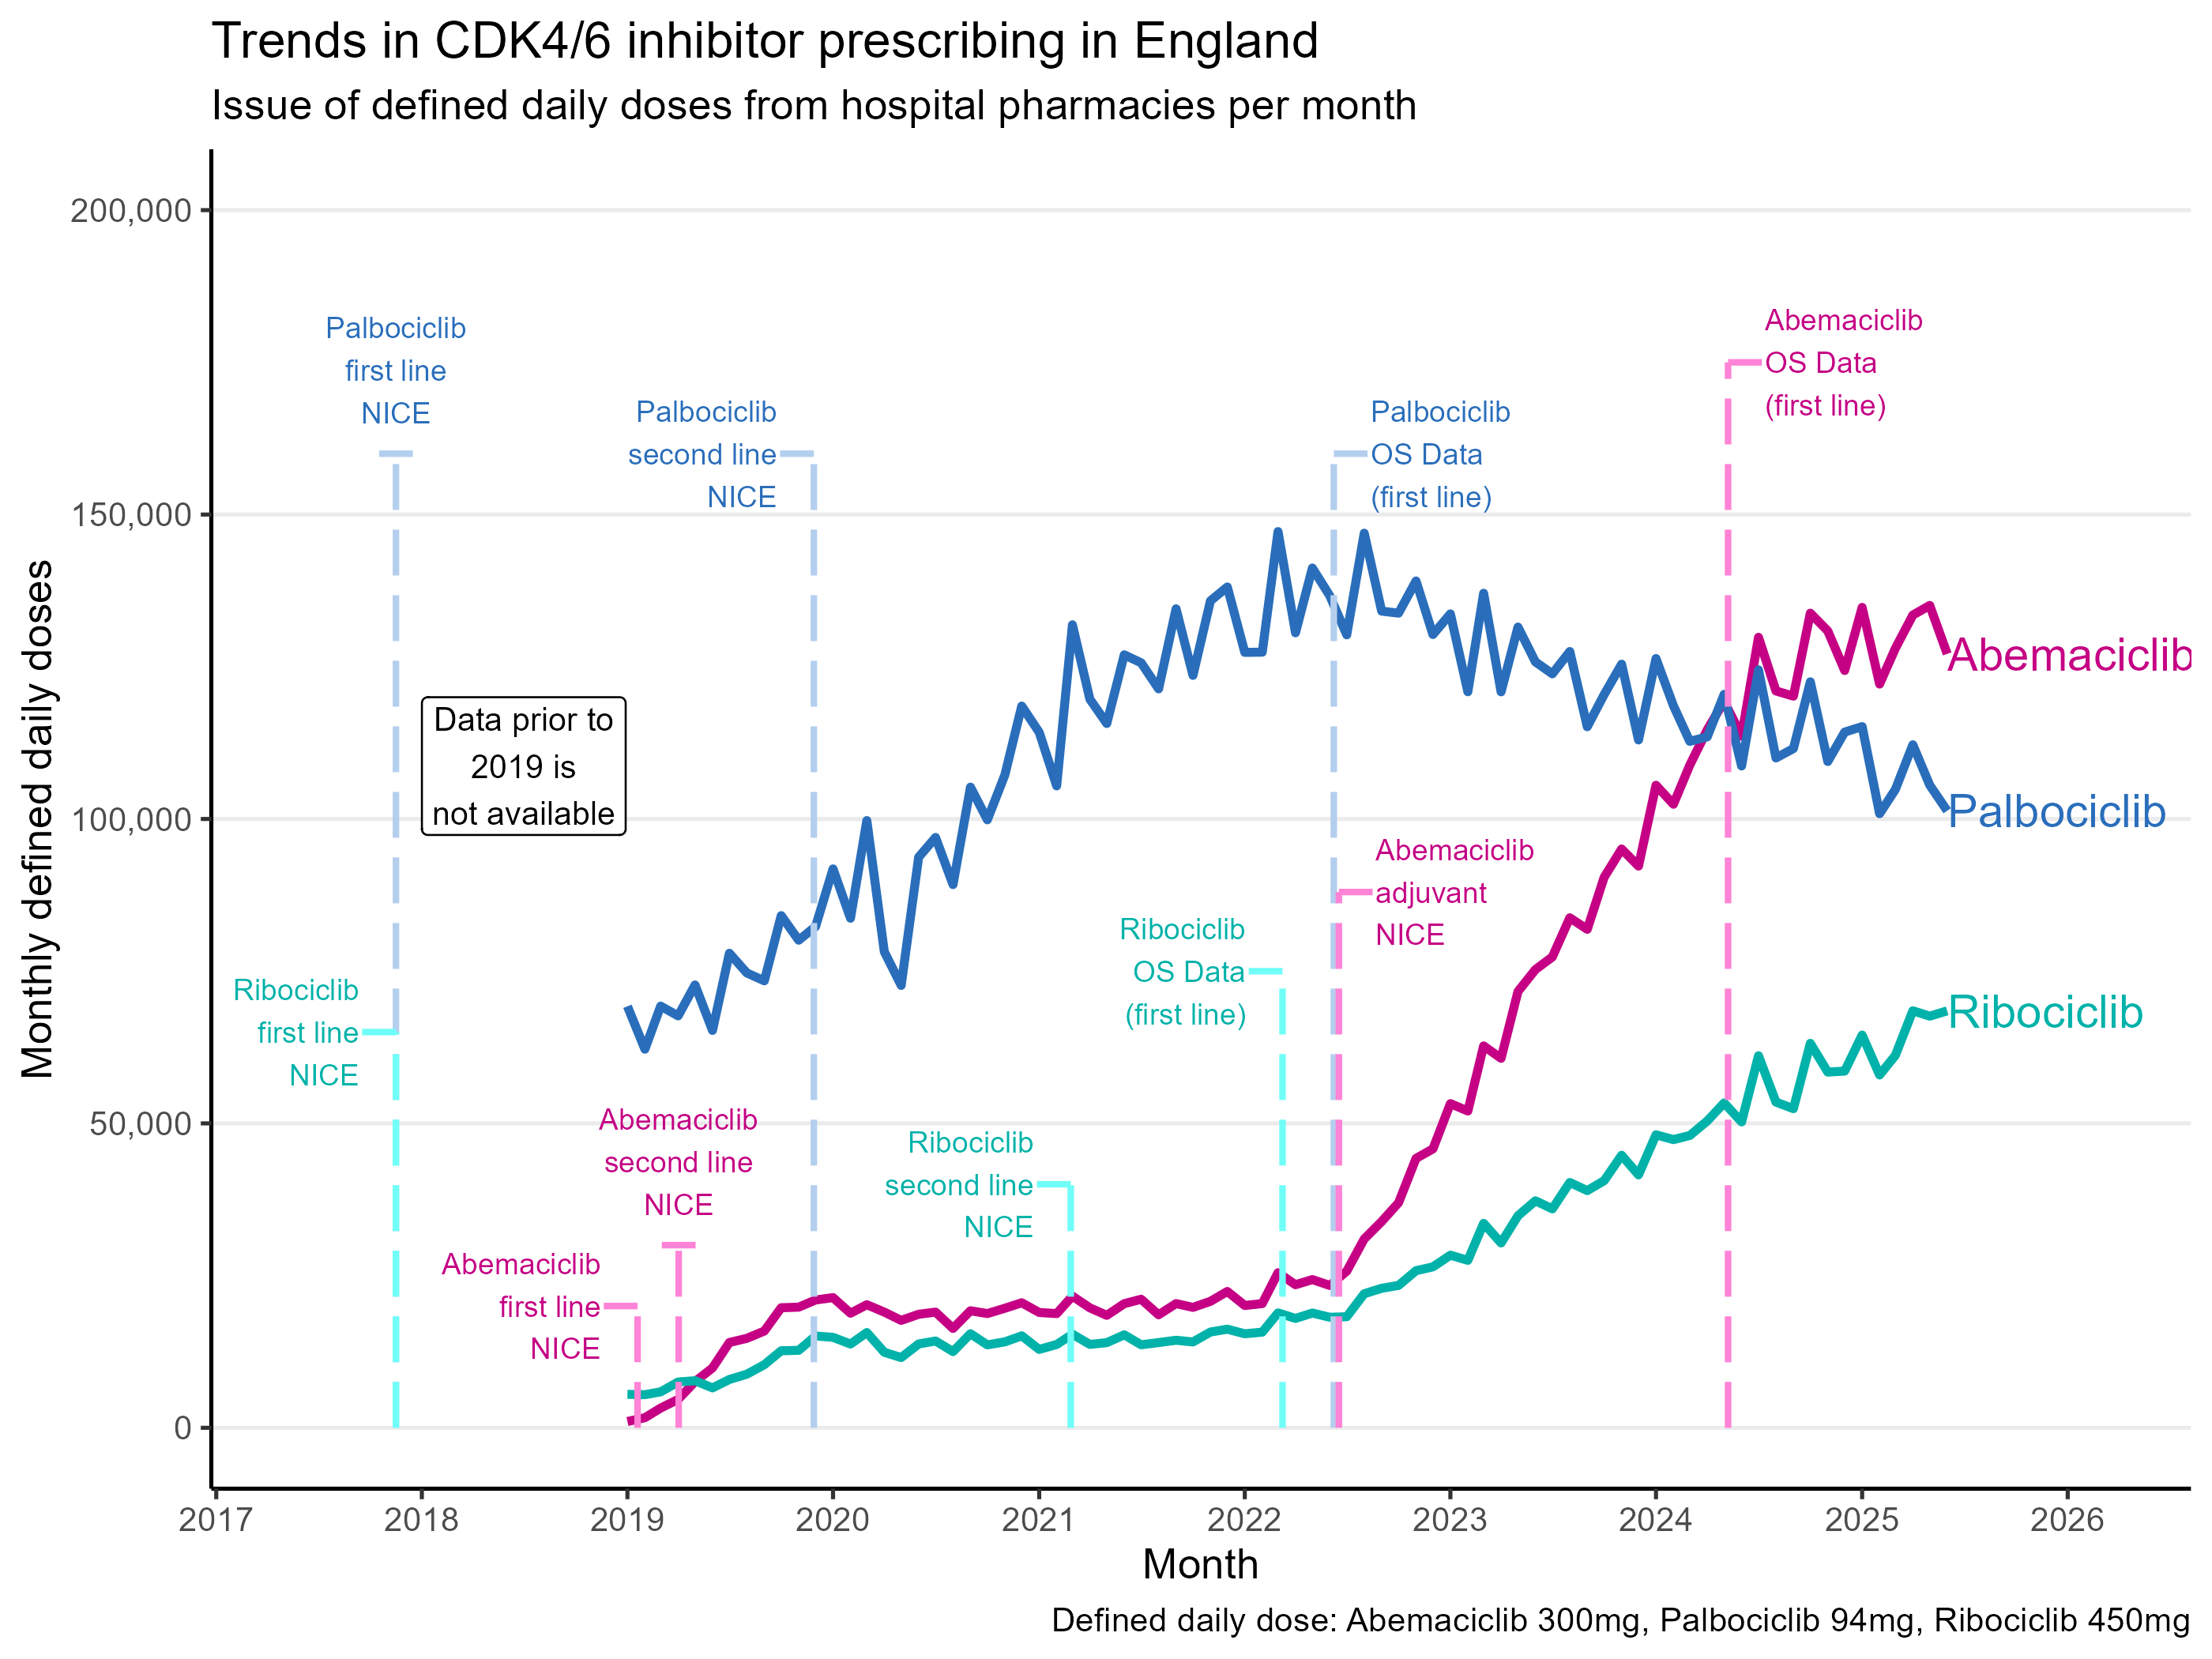 Trends in CDK4/6 inhibitor prescribing in England
Issue of defined daily doses from hospital pharmacies per month
Monthly defined daily doses
200,000
150,000
100,000
50,000
0
Palbociclib
first line
NICE
Ribociclib
first line
NICE
Data prior to
2019 is
not available
Abemaciclib
first line
NICE
Abemaciclib
second line
NICE
Palbociclib
second line
NICE
Ribociclib
second line
NICE
Ribociclib
OS Data
(first line)
Palbociclib
OS Data
(first line)
Abemaciclib
adjuvant
NICE
Abemaciclib
OS Data
(first line)
Abemaciclib
Palbociclib
Ribociclib
2017
2018
2019
2020
2021
2022
2023
2024
2025
2026
Month
Defined daily dose: Abemaciclib 300mg, Palbociclib 94mg, Ribociclib 450mg